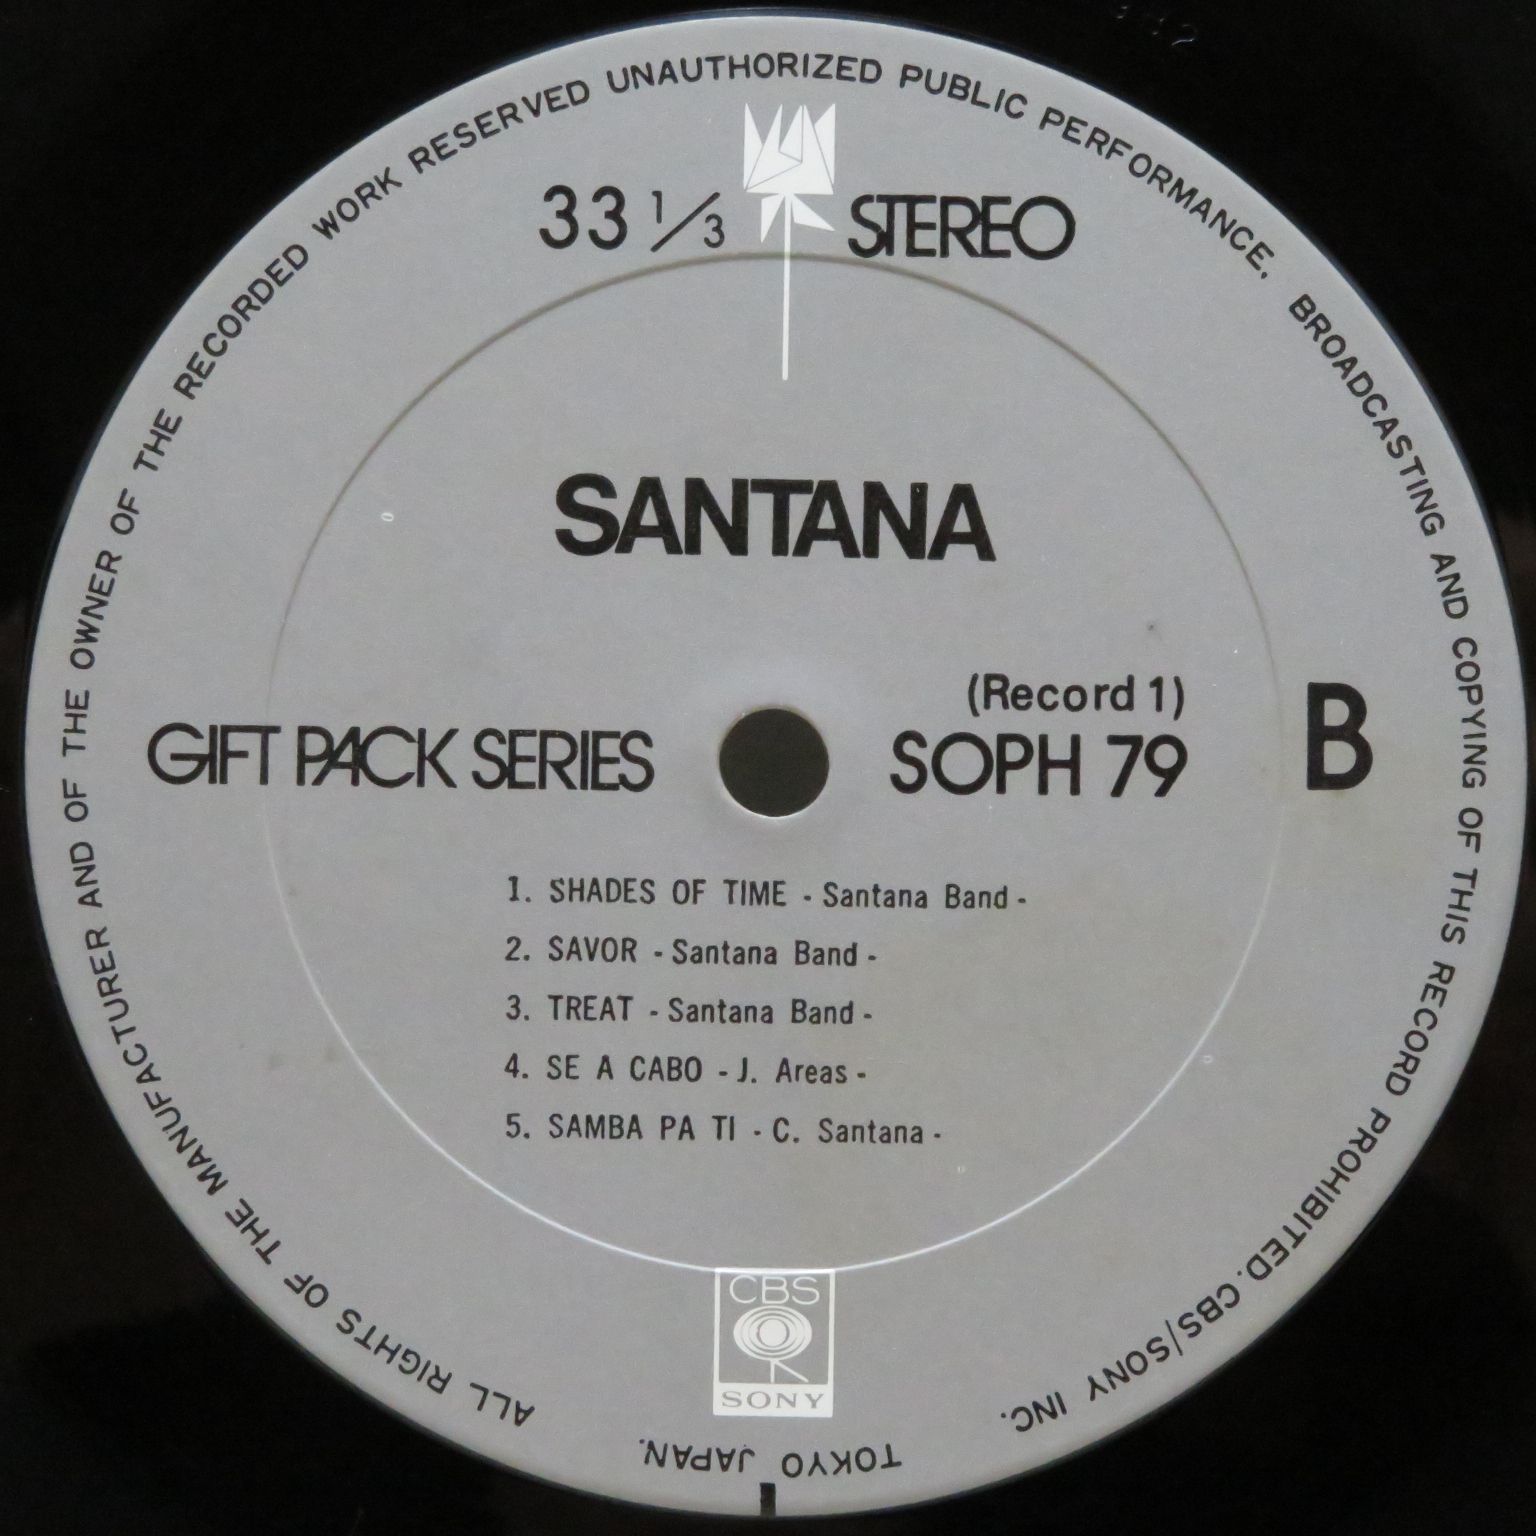 ALL RIGHTS OF THE MANUFACTURER AND OF THE OWNER OF THE RECORDED WORK RESERVED UNAUTHORIZED PUBLIC PERFORMANCE. BROADCASTING AND COPYING OF THIS RECORD PROHIBITED. CBS/SONY INC.
TOKYO JAPAN.
33 1/3 STEREO
SANTANA
(Record 1)
GIFT PACK SERIES SOPH 79 B
1. SHADES OF TIME - Santana Band -
2. SAVOR - Santana Band -
3. TREAT - Santana Band -
4. SE A CABO - J. Areas -
5. SAMBA PA TI - C. Santana -
CBS
SONY